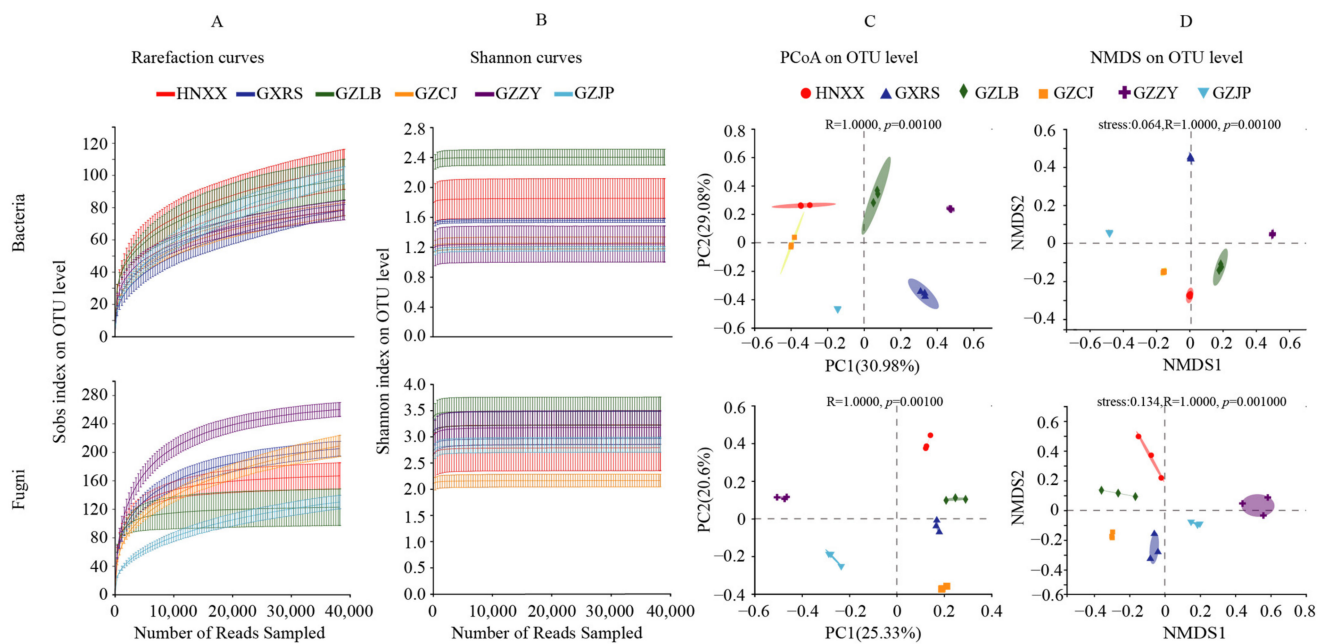 A
B
C
D
Rarefaction curves
Shannon curves
PCoA on OTU level
NMDS on OTU level
HNXX GXRS GZLB GZCJ GZZY GZJP
HNXX GXRS GZLB GZCJ GZZY GZJP
Bacteria
Fugni
Sobs index on OTU level
120
100
80
60
40
20
0
280
240
200
160
120
80
40
0
0 10,000 20,000 30,000 40,000
Number of Reads Sampled
Shannon index on OTU level
2.8
2.4
2.0
1.6
1.2
0.8
0.4
0
4.0
3.5
3.0
2.5
2.0
1.5
1.0
0.5
0
0 10,000 20,000 30,000 40,000
Number of Reads Sampled
R=1.0000, p=0.00100
PC2(29.08%)
0.8
0.6
0.4
0.2
0
−0.2
−0.4
−0.6
−0.6 −0.4 −0.2 0 0.2 0.4 0.6
PC1(30.98%)
stress:0.064,R=1.0000, p=0.00100
NMDS2
0.6
0.4
0.2
0
−0.2
−0.4
−0.6 −0.4 −0.2 0 0.2 0.4 0.6 0.8
NMDS1
R=1.0000, p=0.00100
PC2(20.6%)
0.6
0.4
0.2
0
−0.2
−0.4
−0.6 −0.4 −0.2 0 0.2 0.4
PC1(25.33%)
stress:0.134,R=1.0000, p=0.001000
NMDS2
0.6
0.4
0.2
0
−0.2
−0.4
−0.6
−0.6 −0.4 −0.2 0 0.2 0.4 0.6 0.8
NMDS1